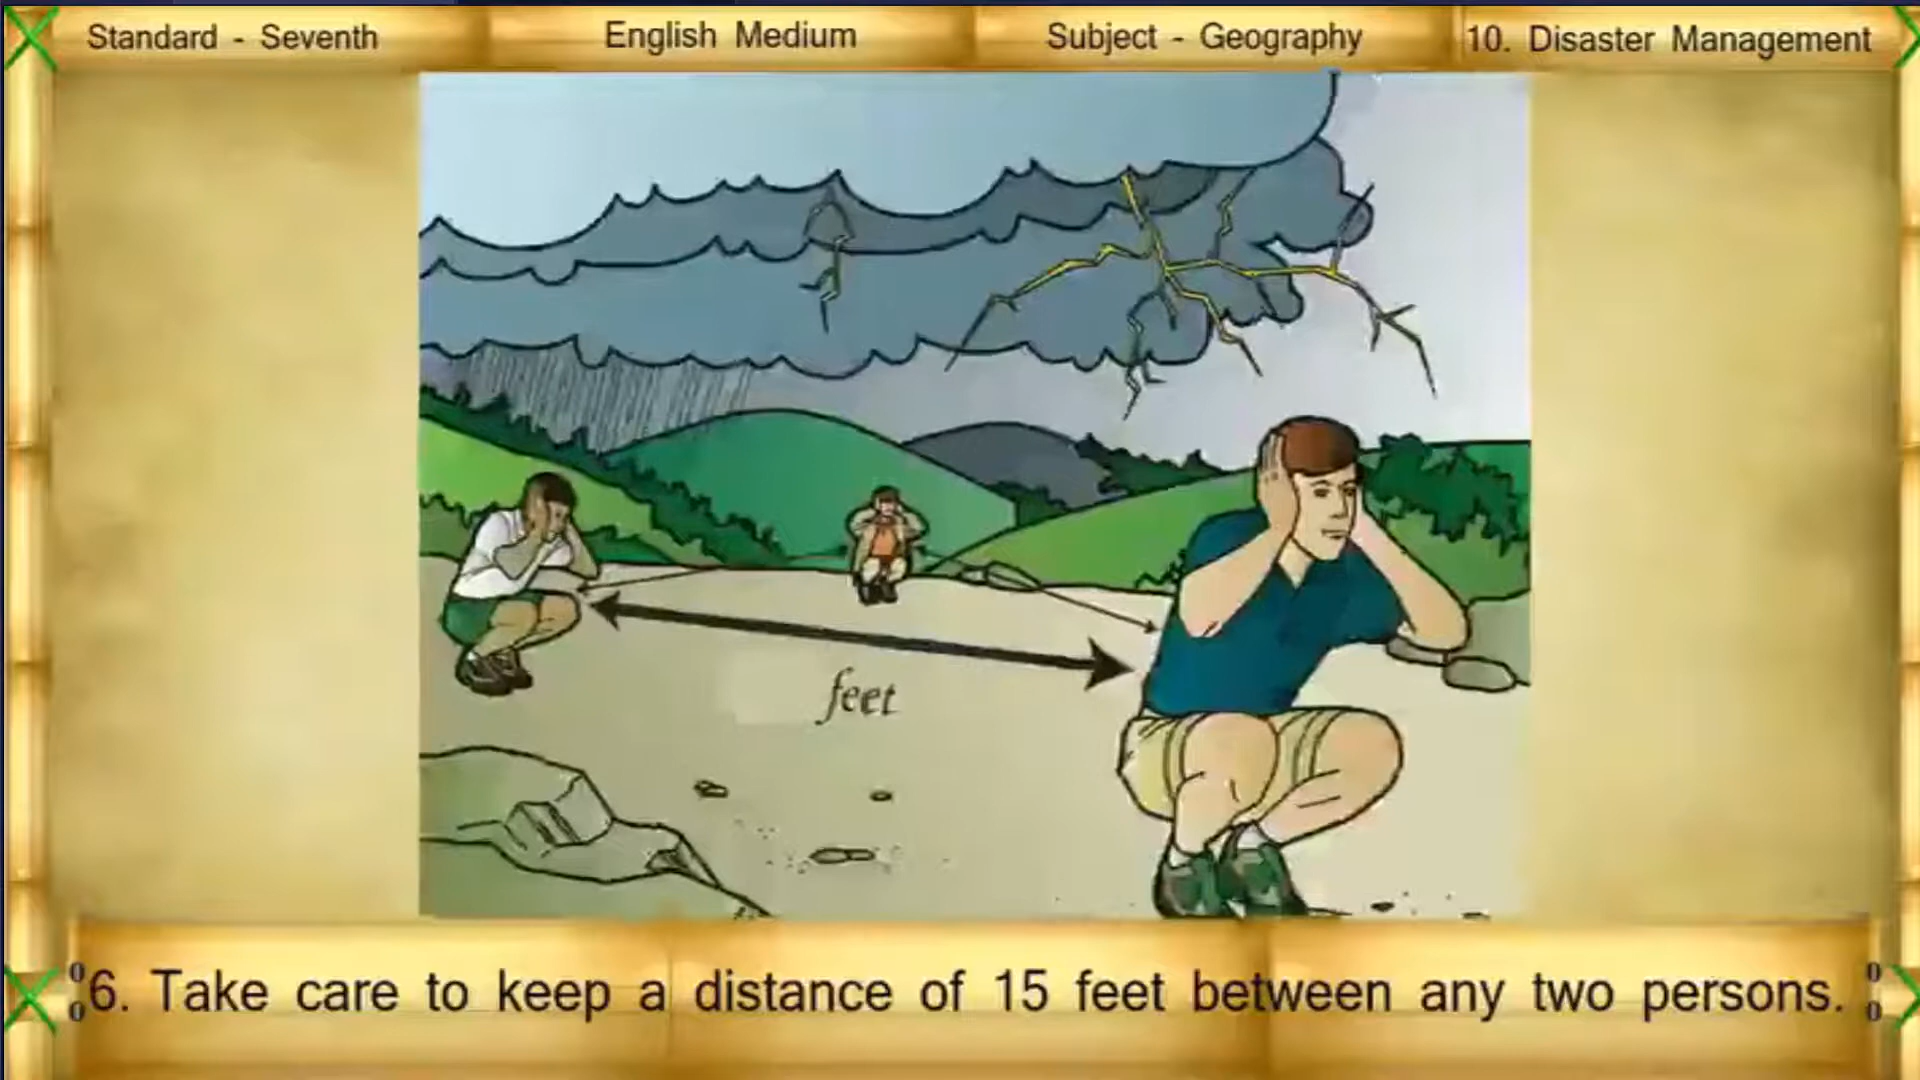 Standard - Seventh
English Medium
Subject - Geography
10. Disaster Management
feet
6. Take care to keep a distance of 15 feet between any two persons.